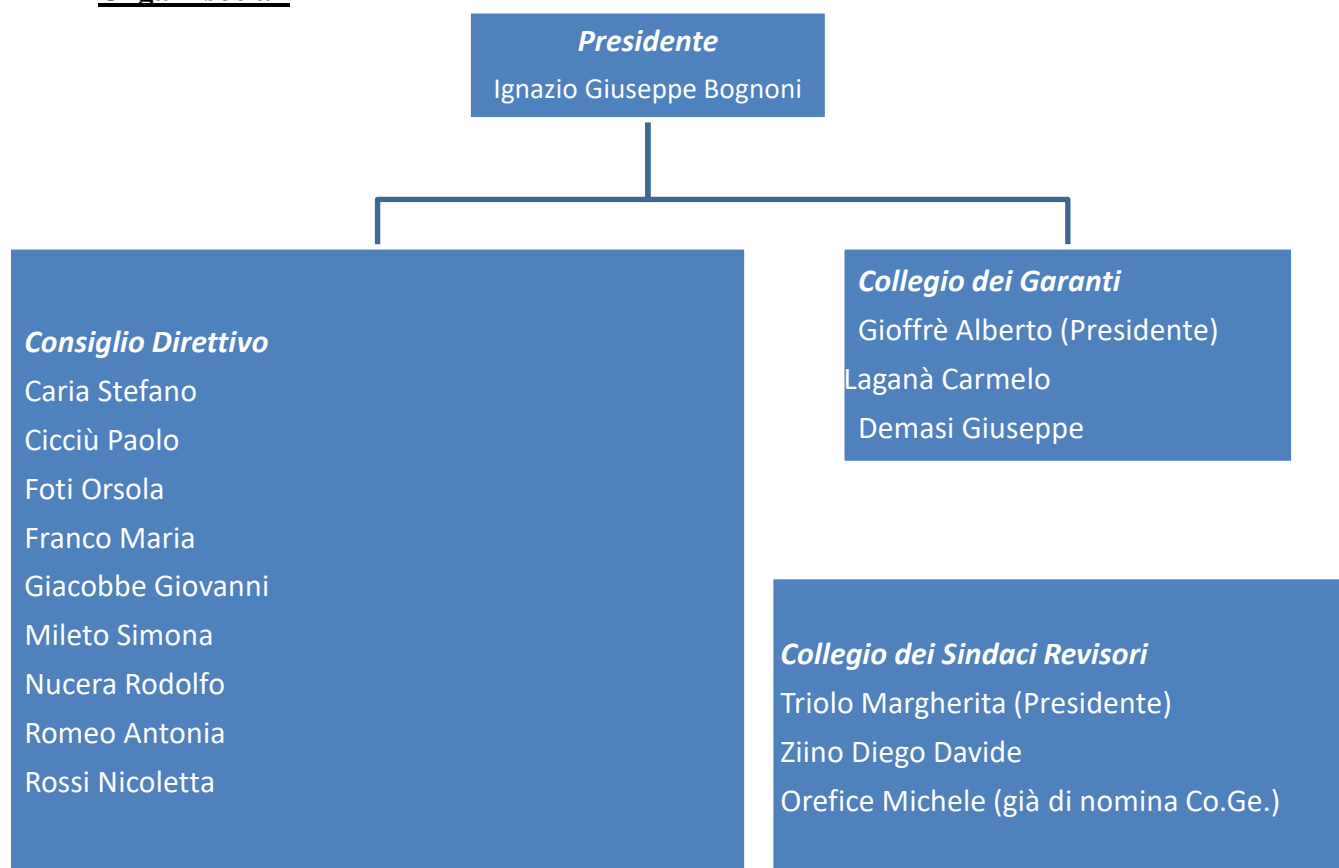 Presidente
Ignazio Giuseppe Bognoni
Consiglio Direttivo
Caria Stefano
Cicciù Paolo
Foti Orsola
Franco Maria
Giacobbe Giovanni
Mileto Simona
Nucera Rodolfo
Romeo Antonia
Rossi Nicoletta
Collegio dei Garanti
Gioffrè Alberto (Presidente)
Laganà Carmelo
Demasi Giuseppe
Collegio dei Sindaci Revisori
Triolo Margherita (Presidente)
Ziino Diego Davide
Orefice Michele (già di nomina Co.Ge.)